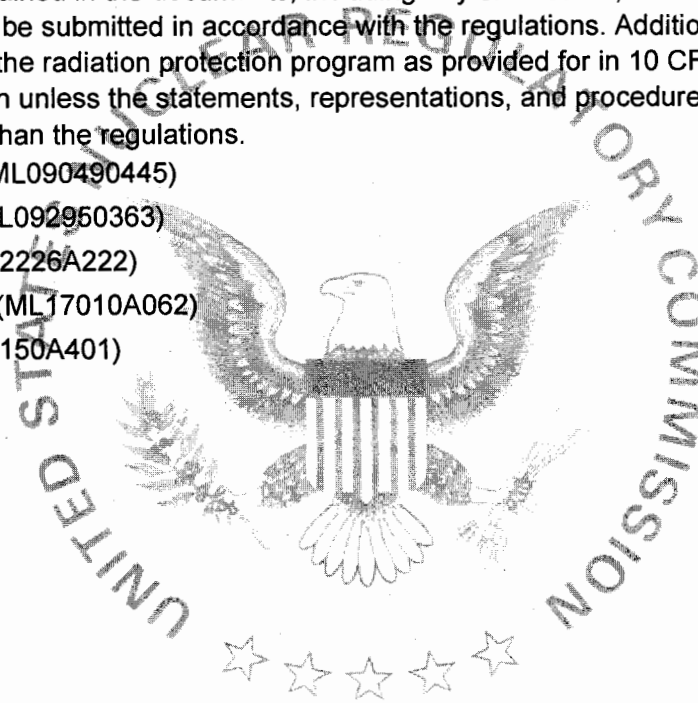 be submitted in accordance with the regulations. Additio
the radiation protection program as provided for in 10 CF
n unless the statements, representations, and procedure
han the regulations.
ML090490445)
L092950363)
2226A222)
(ML17010A062)
150A401)
UNITED STATES NUCLEAR REGULATORY COMMISSION